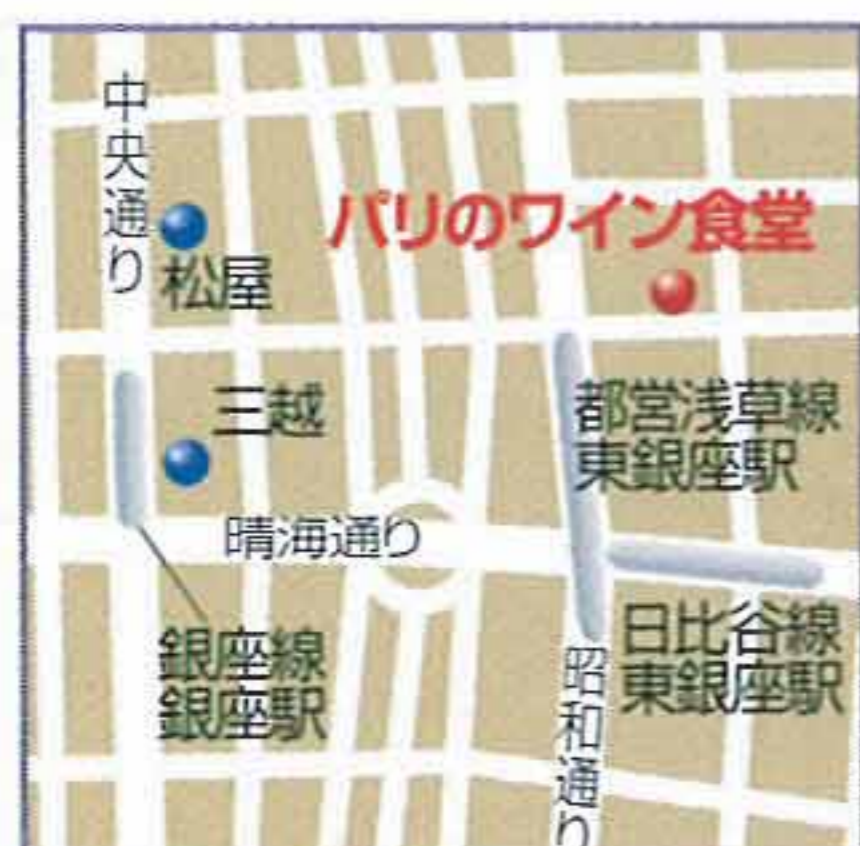 中央通り
松屋
パリのワイン食堂
三越
都営浅草線
東銀座駅
晴海通り
銀座線
銀座駅
日比谷線
東銀座駅
昭和通り